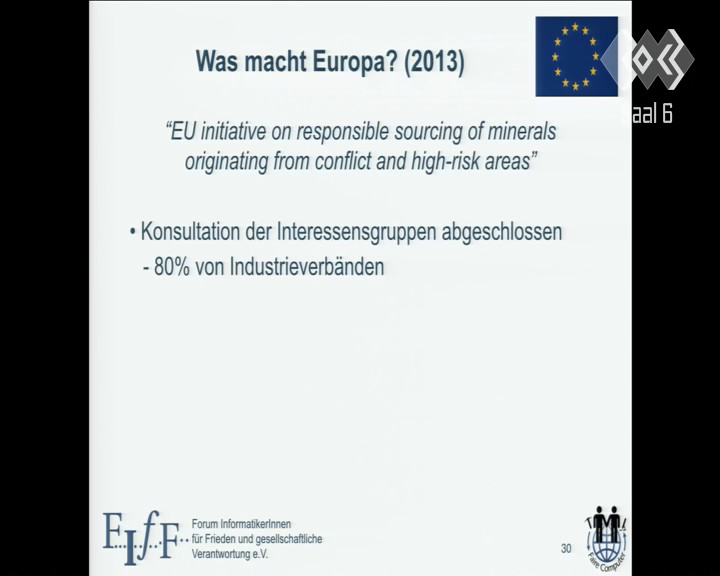 Was macht Europa? (2013)
aal 6
“EU initiative on responsible sourcing of minerals
originating from conflict and high-risk areas”
• Konsultation der Interessensgruppen abgeschlossen
- 80% von Industrieverbänden
F..I..f..F..
Forum InformatikerInnen
für Frieden und gesellschaftliche
Verantwortung e.V.
30
Faire Computer